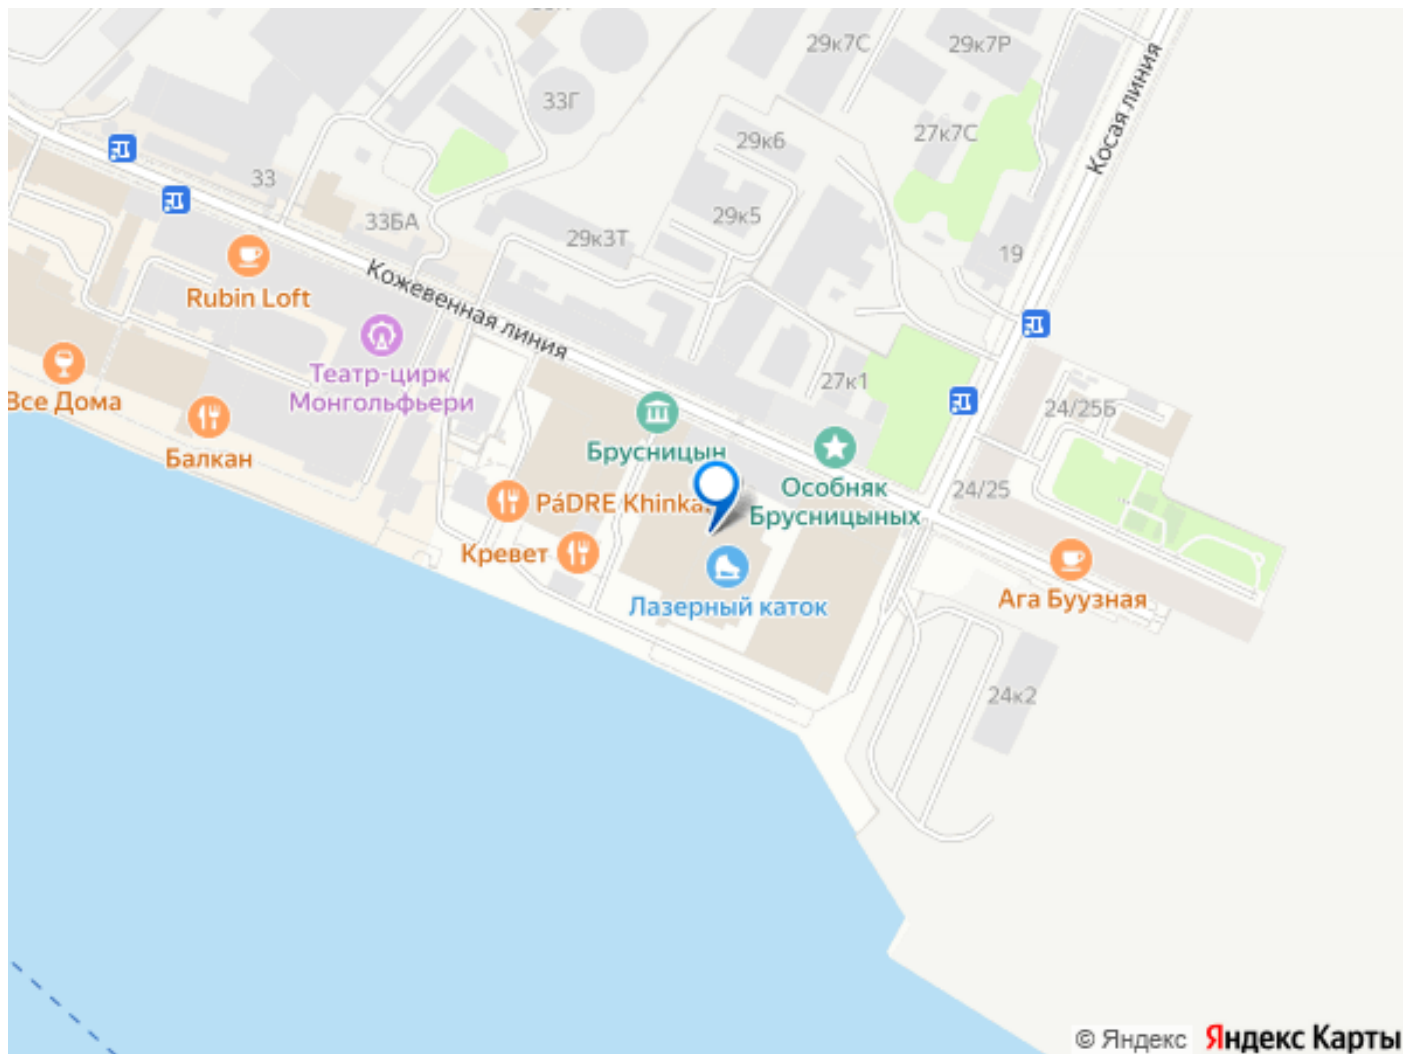 29к7С
29к7Р
33Г
Косая линия
27к7С
29к6
33
33БА
29к5
29к3Т
19
Кожевенная линия
Rubin Loft
Театр-цирк
Монгольфьери
27к1
Все Дома
24/25Б
Балкан
Брусницын
24/25
Особняк
Брусницыных
PáDRE Khinka
Кревет
Ага Буузная
Лазерный каток
24к2
© Яндекс Яндекс Карты